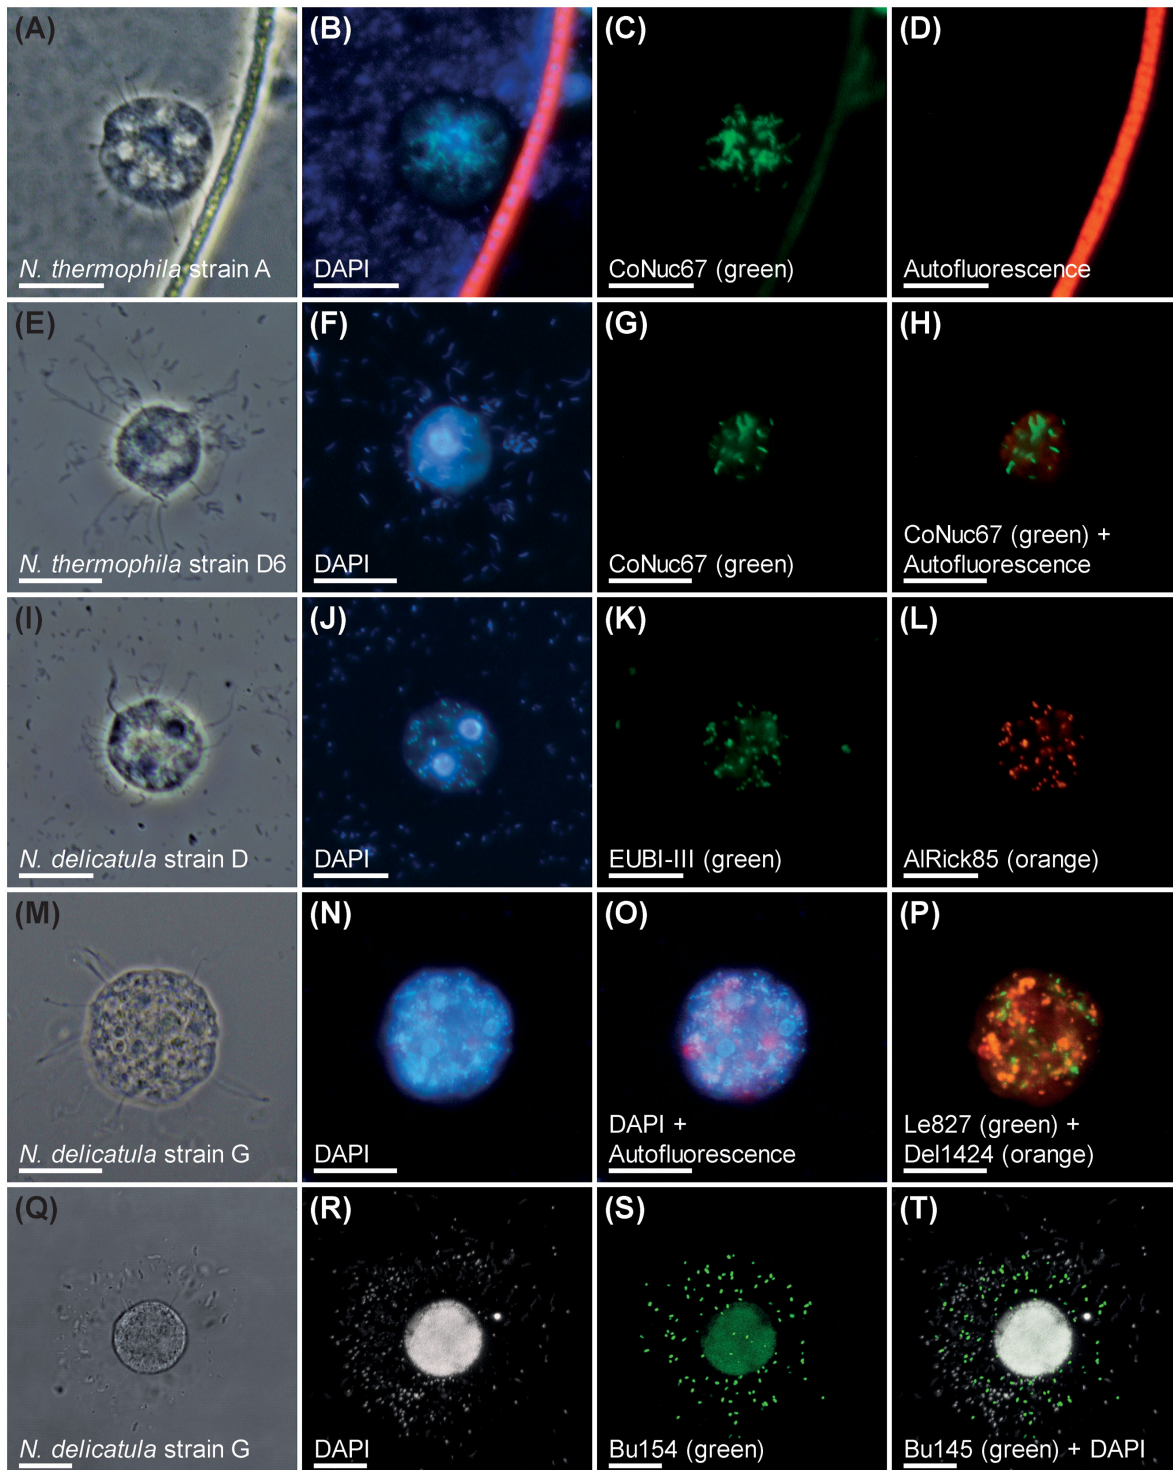 (A)
N. thermophila strain A
(B)
DAPI
(C)
CoNuc67 (green)
(D)
Autofluorescence
(E)
N. thermophila strain D6
(F)
DAPI
(G)
CoNuc67 (green)
(H)
CoNuc67 (green) +
Autofluorescence
(I)
N. delicatula strain D
(J)
DAPI
(K)
EUBI-III (green)
(L)
AlRick85 (orange)
(M)
N. delicatula strain G
(N)
DAPI
(O)
DAPI +
Autofluorescence
(P)
Le827 (green) +
Del1424 (orange)
(Q)
N. delicatula strain G
(R)
DAPI
(S)
Bu154 (green)
(T)
Bu145 (green) + DAPI